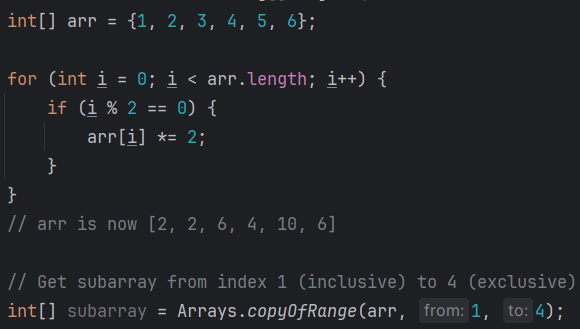 int[] arr = {1, 2, 3, 4, 5, 6};
for (int i = 0; i < arr.length; i++) {
if (i % 2 == 0) {
arr[i] *= 2;
}
}
// arr is now [2, 2, 6, 4, 10, 6]
// Get subarray from index 1 (inclusive) to 4 (exclusive)
int[] subarray = Arrays.copyOfRange(arr, from: 1, to: 4);